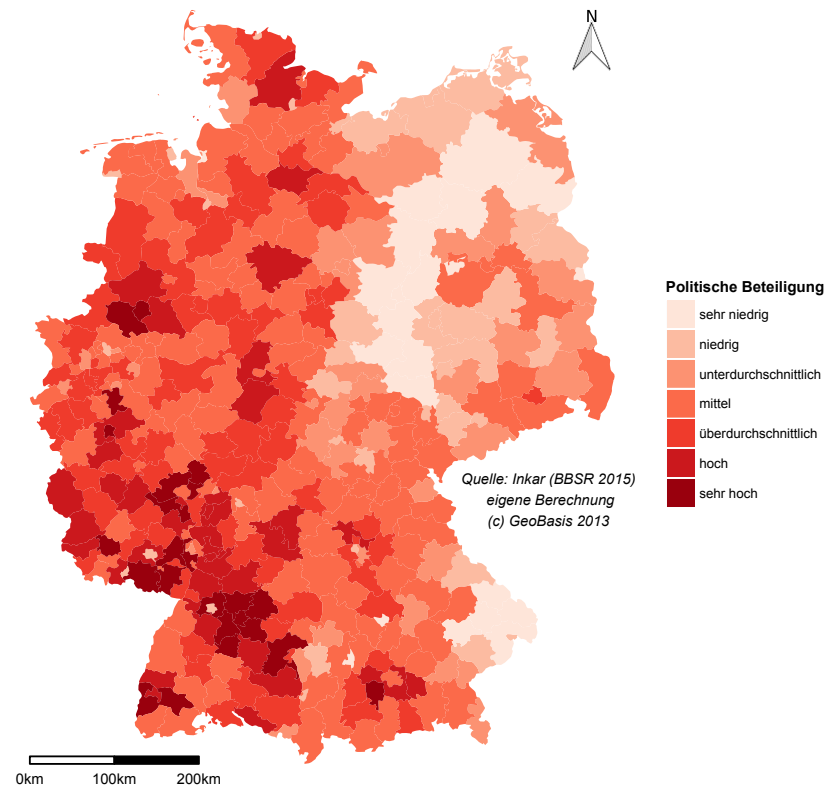 N
Politische Beteiligung
sehr niedrig
niedrig
unterdurchschnittlich
mittel
überdurchschnittlich
hoch
sehr hoch
Quelle: Inkar (BBSR 2015)
eigene Berechnung
(c) GeoBasis 2013
0km 100km 200km